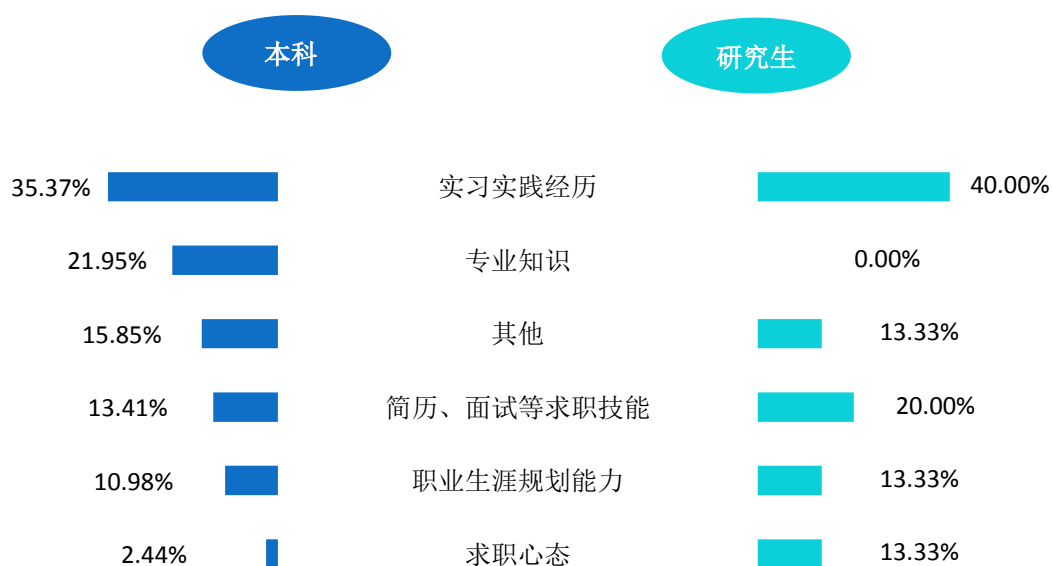 本科 研究生
35.37% 实习实践经历 40.00%
21.95% 专业知识 0.00%
15.85% 其他 13.33%
13.41% 简历、面试等求职技能 20.00%
10.98% 职业生涯规划能力 13.33%
2.44% 求职心态 13.33%